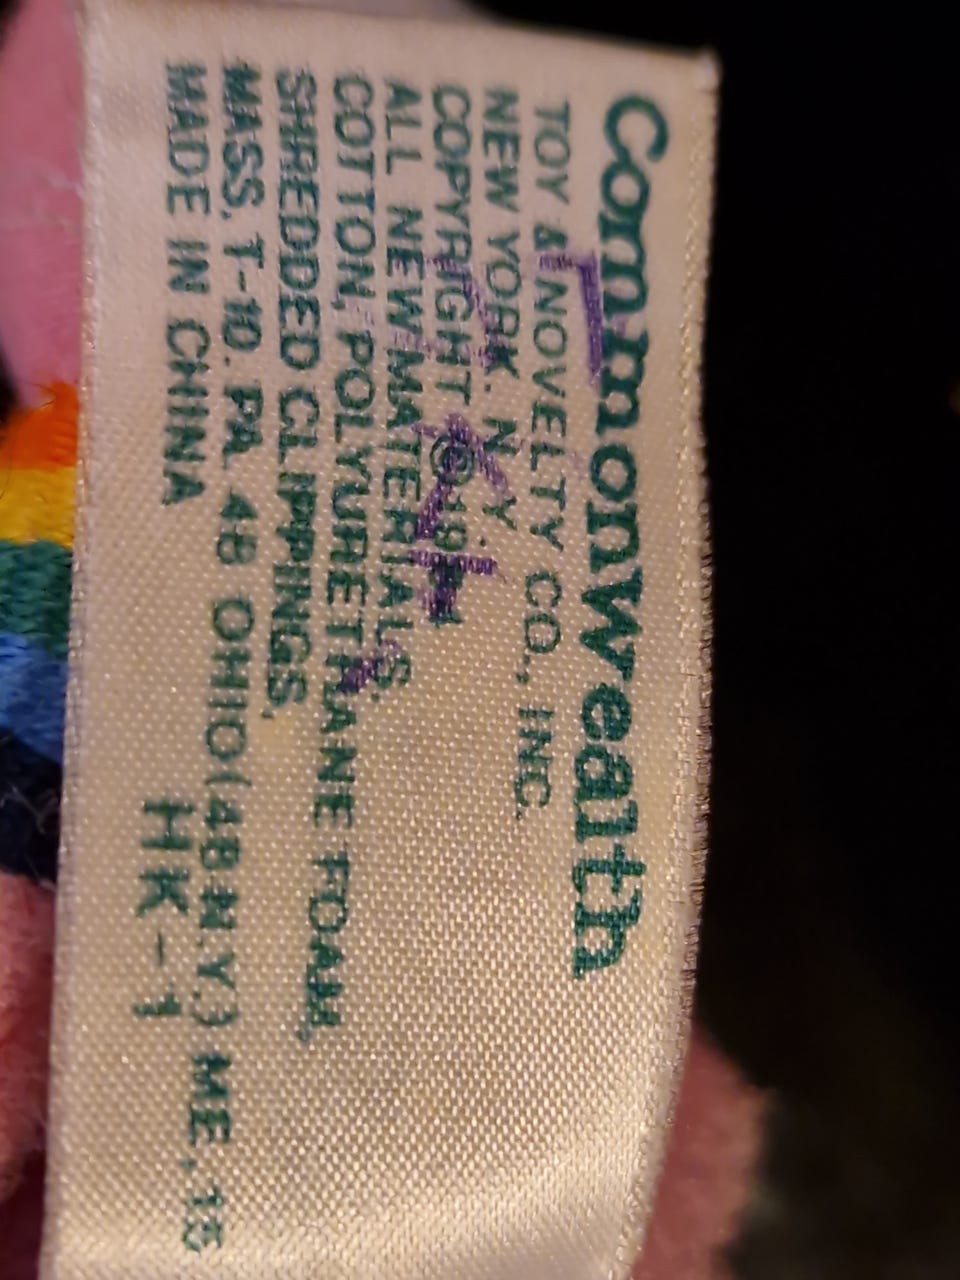 Commonwealth
TOY & NOVELTY CO., INC.
NEW YORK. N.Y.
COPYRIGHT ©
ALL NEW MATERIALS,
COTTON, POLYURETHANE FOAM,
SHREDDED CLIPPINGS,
MASS. T-10. PA. 48 OHIO(48 N.Y.) ME.,15
MADE IN CHINA
HK-1